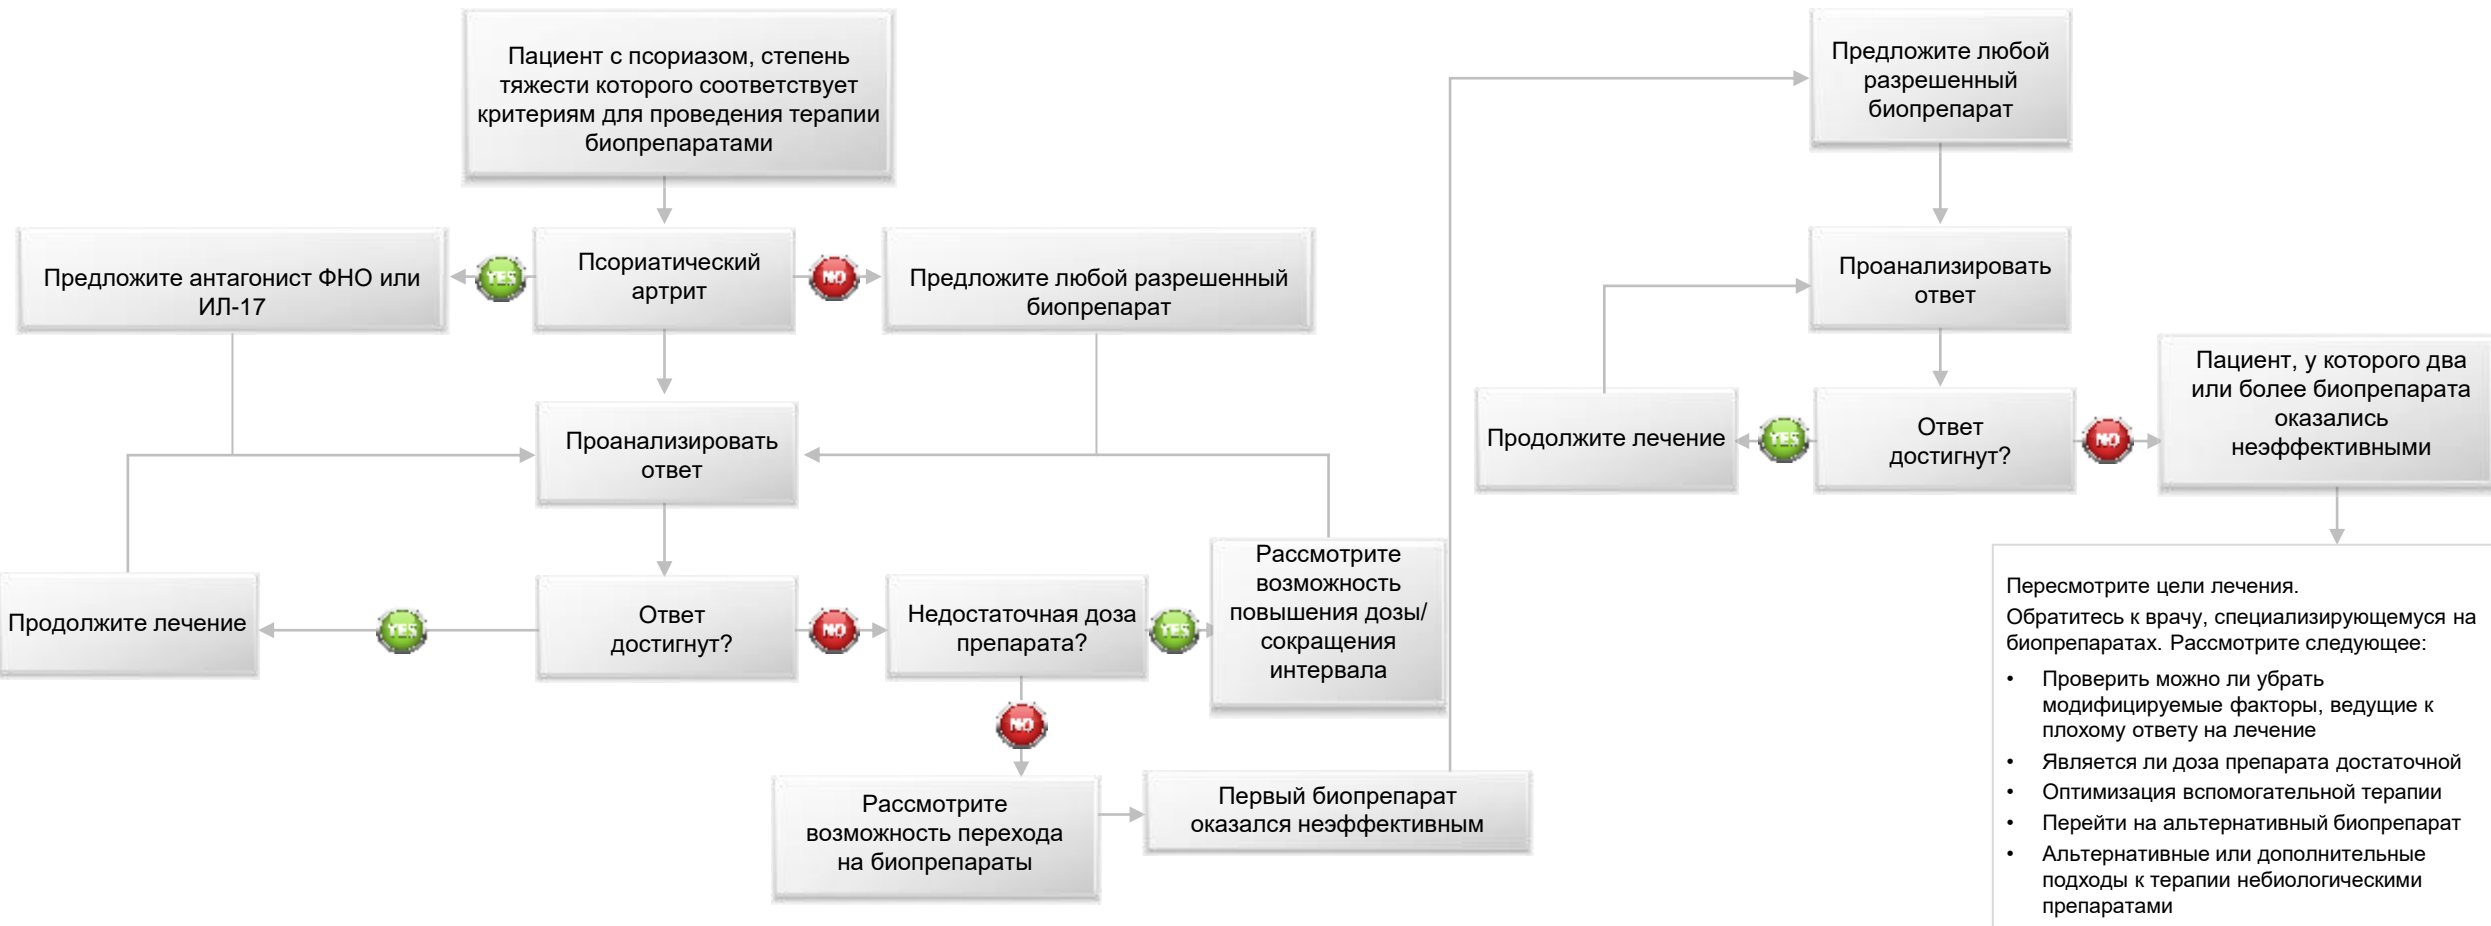 Пациент с псориазом, степень
тяжести которого соответствует
критериям для проведения терапии
биопрепаратами
Предложите антагонист ФНО или
ИЛ-17
YES
Псориатический
артрит
NO
Предложите любой разрешенный
биопрепарат
Проанализировать
ответ
Продолжите лечение
YES
Ответ
достигнут?
NO
Недостаточная доза
препарата?
YES
Рассмотрите
возможность
повышения дозы/
сокращения
интервала
NO
Рассмотрите
возможность перехода
на биопрепараты
Первый биопрепарат
оказался неэффективным
Предложите любой
разрешенный
биопрепарат
Проанализировать
ответ
Продолжите лечение
YES
Ответ
достигнут?
NO
Пациент, у которого два
или более биопрепарата
оказались
неэффективными
Пересмотрите цели лечения.
Обратитесь к врачу, специализирующемуся на
биопрепаратах. Рассмотрите следующее:
• Проверить можно ли убрать
модифицируемые факторы, ведущие к
плохому ответу на лечение
• Является ли доза препарата достаточной
• Оптимизация вспомогательной терапии
• Перейти на альтернативный биопрепарат
• Альтернативные или дополнительные
подходы к терапии небиологическими
препаратами